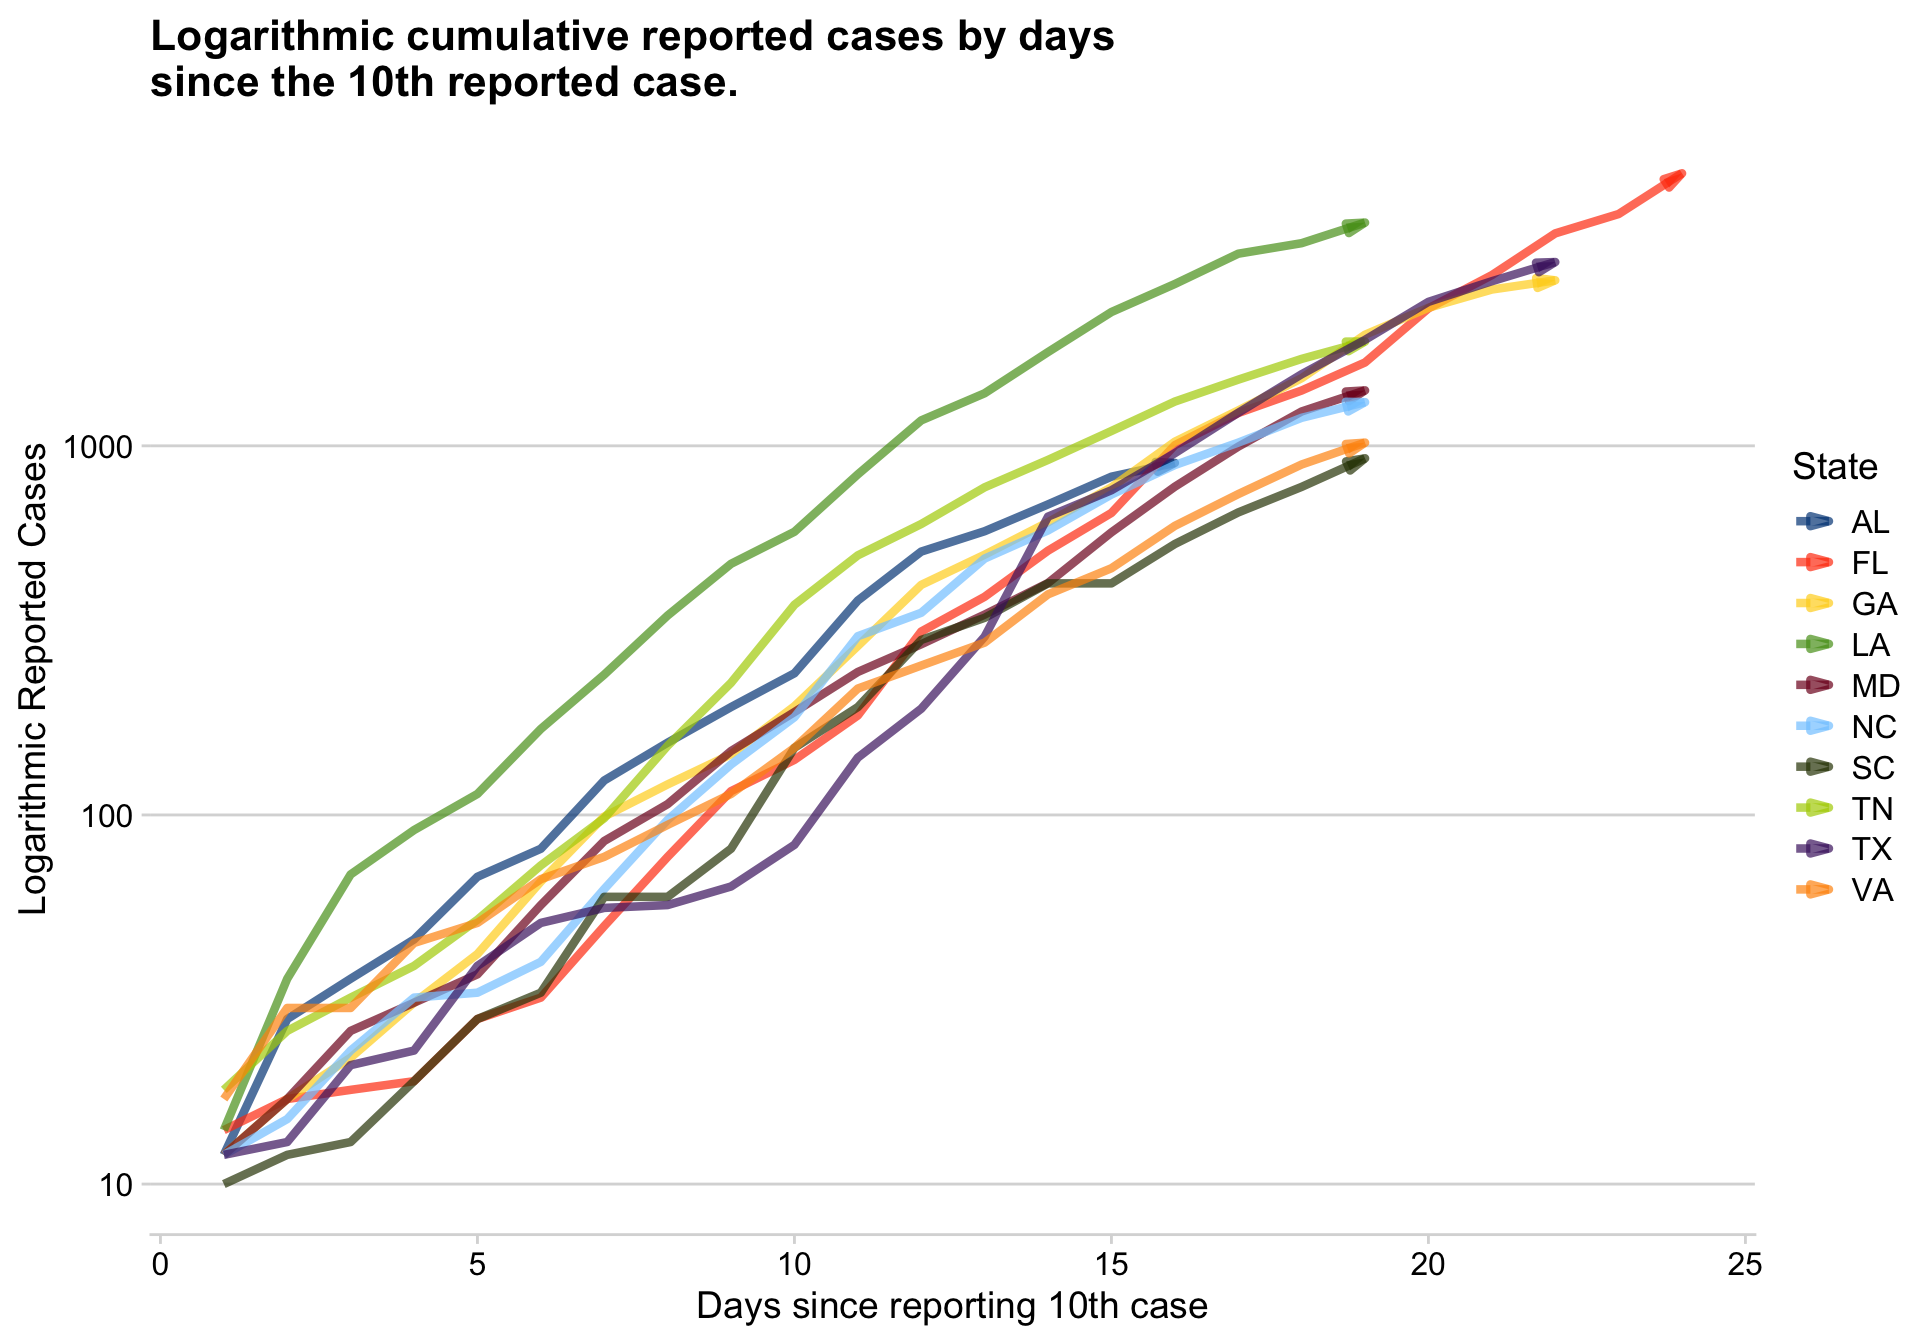 Logarithmic cumulative reported cases by days
since the 10th reported case.
Logarithmic Reported Cases
1000
100
10
0 5 10 15 20 25
Days since reporting 10th case
State
AL
FL
GA
LA
MD
NC
SC
TN
TX
VA